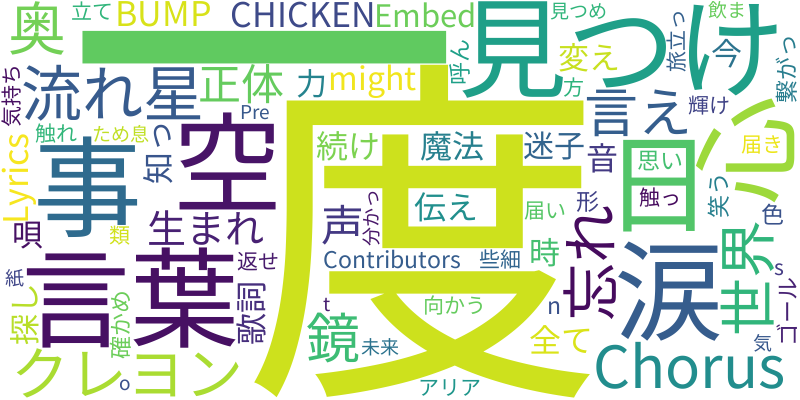 奥
立て
BUMP
CHICKEN
Embed
見つめ
飲ま
一
見つけ
旅立っ
今
繋がっ
気持ち
流れ星
正体
力
might
呼ん
変え
方
言え
輝け
心
Pre
触れ
ため息
Lyrics
事
知っ
空
度
続け
魔法
迷子
音
日
思い
届き
触っ
笑う
唄
類
生まれ
声
分かっ
伝え
届い
形
忘れ
色
時
世界
紙
探し
確かめ
言葉
返せ
歌詞
Contributors
些細
涙
s
ゴール
クレヨン
o
鏡
t
未来
向かう
n
アリア
全て
Chorus
気